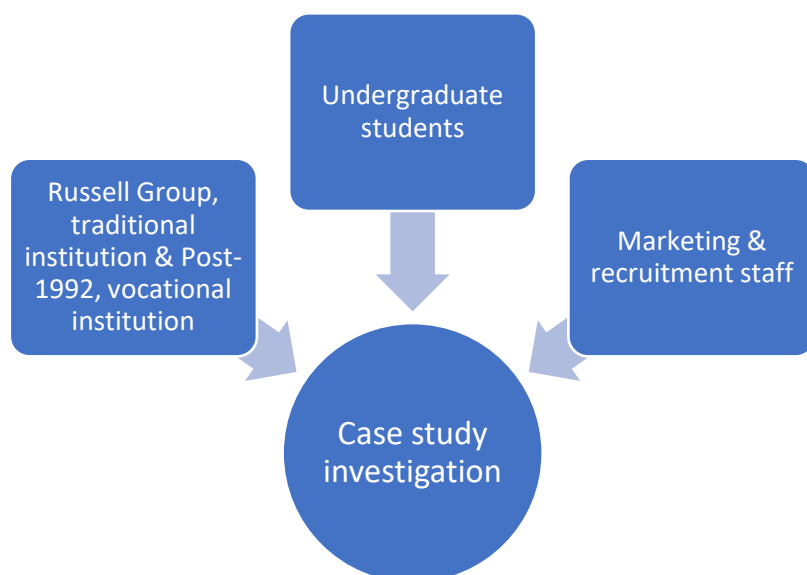 Undergraduate
students
Russell Group,
traditional
institution & Post-
1992, vocational
institution
Marketing &
recruitment staff
Case study
investigation